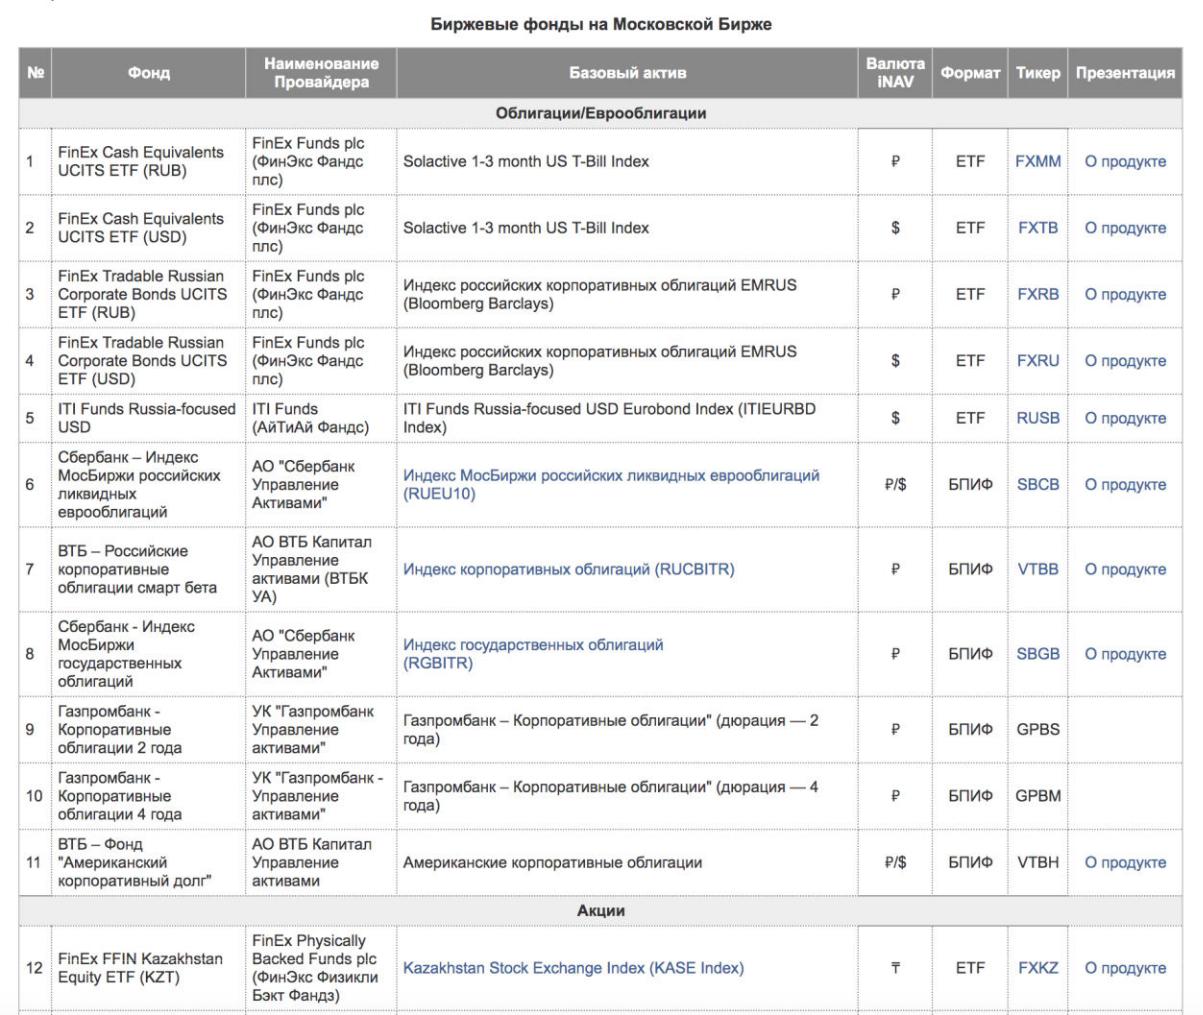 Биржевые фонды на Московской Бирже
№ Фонд Наименование Провайдера Базовый актив Валюта iNAV Формат Тикер Презентация
Облигации/Еврооблигации
1 FinEx Cash Equivalents UCITS ETF (RUB) FinEx Funds plc (ФинЭкс Фандс плс) Solactive 1-3 month US T-Bill Index ₽ ETF FXMM О продукте
2 FinEx Cash Equivalents UCITS ETF (USD) FinEx Funds plc (ФинЭкс Фандс плс) Solactive 1-3 month US T-Bill Index $ ETF FXTB О продукте
3 FinEx Tradable Russian Corporate Bonds UCITS ETF (RUB) FinEx Funds plc (ФинЭкс Фандс плс) Индекс российских корпоративных облигаций EMRUS (Bloomberg Barclays) ₽ ETF FXRB О продукте
4 FinEx Tradable Russian Corporate Bonds UCITS ETF (USD) FinEx Funds plc (ФинЭкс Фандс плс) Индекс российских корпоративных облигаций EMRUS (Bloomberg Barclays) $ ETF FXRU О продукте
5 ITI Funds Russia-focused USD ITI Funds (АйТиАй Фандс) ITI Funds Russia-focused USD Eurobond Index (ITIEURBD Index) $ ETF RUSB О продукте
6 Сбербанк – Индекс МосБиржи российских ликвидных еврооблигаций АО "Сбербанк Управление Активами" Индекс МосБиржи российских ликвидных еврооблигаций (RUEU10) ₽/$ БПИФ SBCB О продукте
7 ВТБ – Российские корпоративные облигации смарт бета АО ВТБ Капитал Управление активами (ВТБК УА) Индекс корпоративных облигаций (RUCBITR) ₽ БПИФ VTBB О продукте
8 Сбербанк - Индекс МосБиржи государственных облигаций АО "Сбербанк Управление Активами" Индекс государственных облигаций (RGBITR) ₽ БПИФ SBGB О продукте
9 Газпромбанк - Корпоративные облигации 2 года УК "Газпромбанк Управление активами" Газпромбанк – Корпоративные облигации" (дюрация — 2 года) ₽ БПИФ GPBS
10 Газпромбанк - Корпоративные облигации 4 года УК "Газпромбанк - Управление активами" Газпромбанк – Корпоративные облигации" (дюрация — 4 года) ₽ БПИФ GPBM
11 ВТБ – Фонд "Американский корпоративный долг" АО ВТБ Капитал Управление активами Американские корпоративные облигации ₽/$ БПИФ VTBH О продукте
Акции
12 FinEx FFIN Kazakhstan Equity ETF (KZT) FinEx Physically Backed Funds plc (ФинЭкс Физикли Бэкт Фандз) Kazakhstan Stock Exchange Index (KASE Index) ₸ ETF FXKZ О продукте